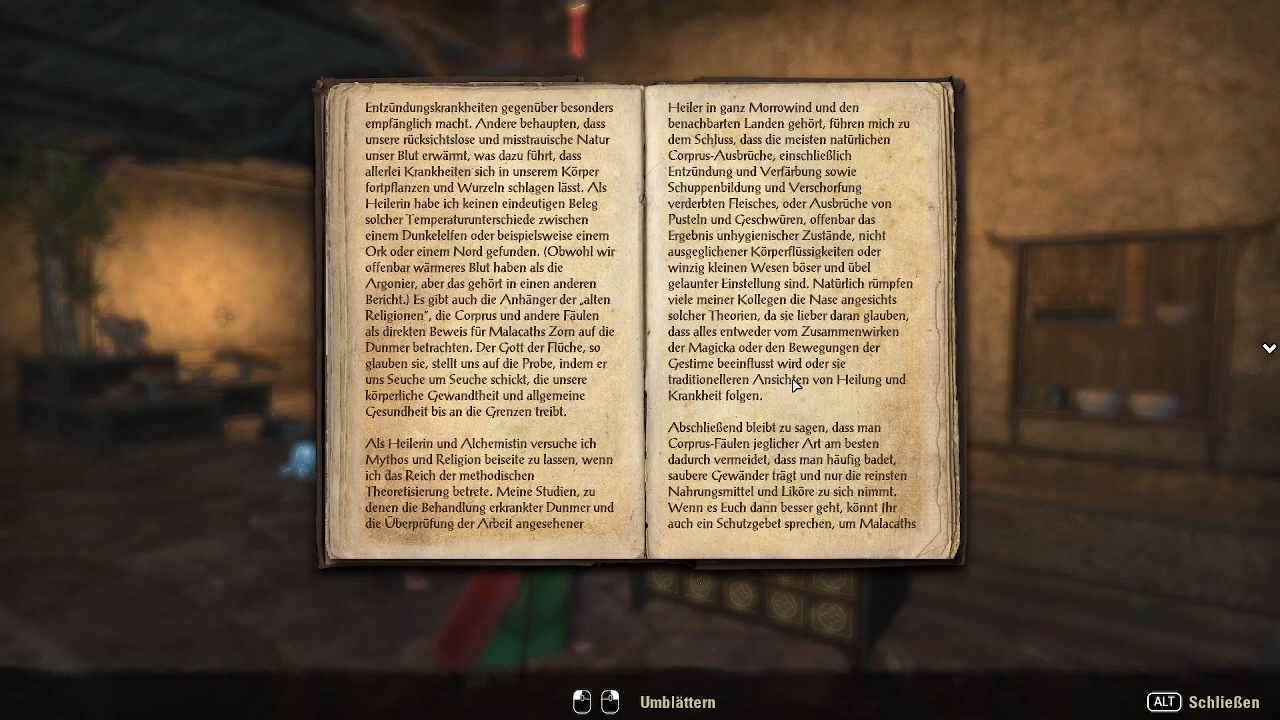 Entzündungskrankheiten gegenüber besonders
empfänglich macht. Andere behaupten, dass
unsere rücksichtslose und misstrauische Natur
unser Blut erwärmt, was dazu führt, dass
allerlei Krankheiten sich in unserem Körper
fortpflanzen und Wurzeln schlagen lässt. Als
Heilerin habe ich keinen eindeutigen Beleg
solcher Temperaturunterschiede zwischen
einem Dunkelelfen oder beispielsweise einem
Ork oder einem Nord gefunden. (Obwohl wir
offenbar wärmeres Blut haben als die
Argonier, aber das gehört in einen anderen
Bericht.) Es gibt auch die Anhänger der „alten
Religionen“, die Corprus und andere Fäulen
als direkten Beweis für Malacaths Zorn auf die
Dunmer betrachten. Der Gott der Flüche, so
glauben sie, stellt uns auf die Probe, indem er
uns Seuche um Seuche schickt, die unsere
körperliche Gewandtheit und allgemeine
Gesundheit bis an die Grenzen treibt.
Als Heilerin und Alchemistin versuche ich
Mythos und Religion beiseite zu lassen, wenn
ich das Reich der methodischen
Theoretisierung betrete. Meine Studien, zu
denen die Behandlung erkrankter Dunmer und
die Überprüfung der Arbeit angesehener
Heiler in ganz Morrowind und den
benachbarten Landen gehört, führen mich zu
dem Schluss, dass die meisten natürlichen
Corprus-Ausbrüche, einschließlich
Entzündung und Verfärbung sowie
Schuppenbildung und Verschorfung
verderbten Fleisches, oder Ausbrüche von
Pusteln und Geschwüren, offenbar das
Ergebnis unhygienischer Zustände, nicht
ausgeglichener Körperflüssigkeiten oder
winzig kleinen Wesen böser und übel
gelaunter Einstellung sind. Natürlich rümpfen
viele meiner Kollegen die Nase angesichts
solcher Theorien, da sie lieber daran glauben,
dass alles entweder vom Zusammenwirken
der Magicka oder den Bewegungen der
Gestirne beeinflusst wird oder sie
traditionelleren Ansichten von Heilung und
Krankheit folgen.
Abschließend bleibt zu sagen, dass man
Corprus-Fäulen jeglicher Art am besten
dadurch vermeidet, dass man häufig badet,
saubere Gewänder trägt und nur die reinsten
Nahrungsmittel und Liköre zu sich nimmt.
Wenn es Euch dann besser geht, könnt Ihr
auch ein Schutzgebet sprechen, um Malacaths
Umblättern
ALT Schließen